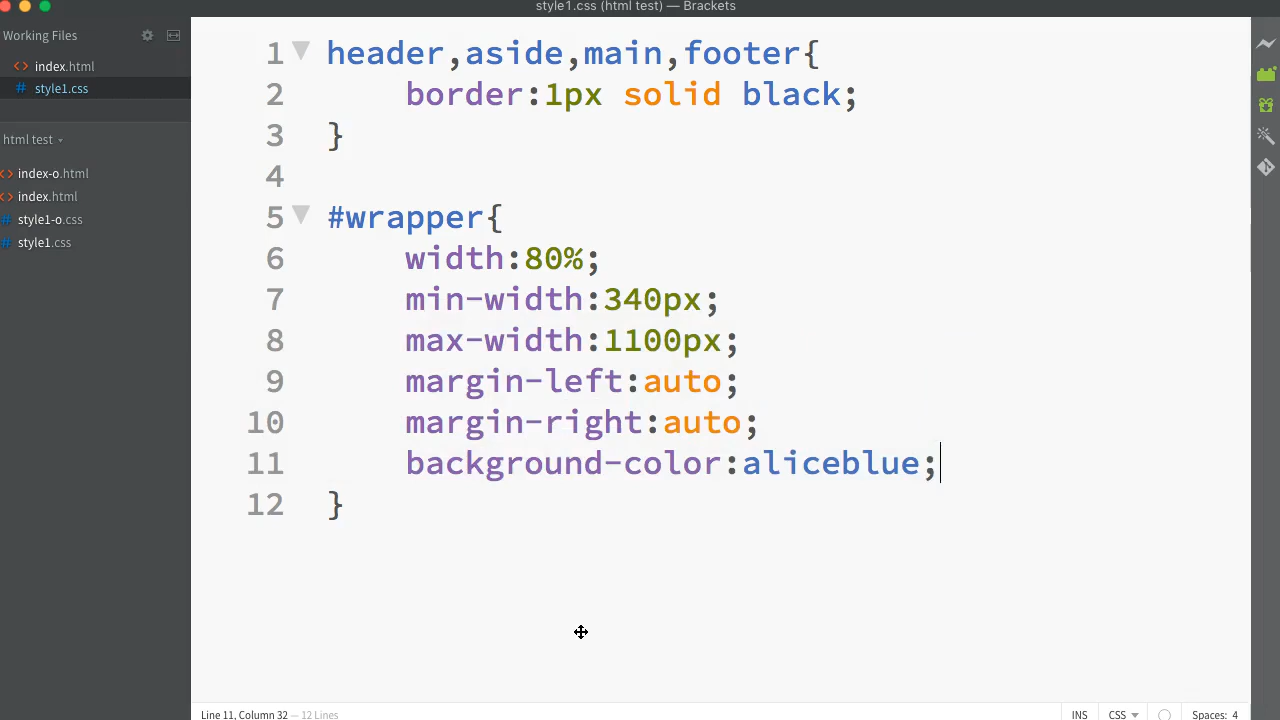 style1.css (html test) — Brackets
Working Files
<> index.html
# style1.css
html test
<> index-o.html
<> index.html
# style1-o.css
# style1.css
1 header,aside,main,footer{
2 border:1px solid black;
3 }
4
5 #wrapper{
6 width:80%;
7 min-width:340px;
8 max-width:1100px;
9 margin-left:auto;
10 margin-right:auto;
11 background-color:aliceblue;
12 }
Line 11, Column 32 — 12 Lines
INS CSS Spaces: 4